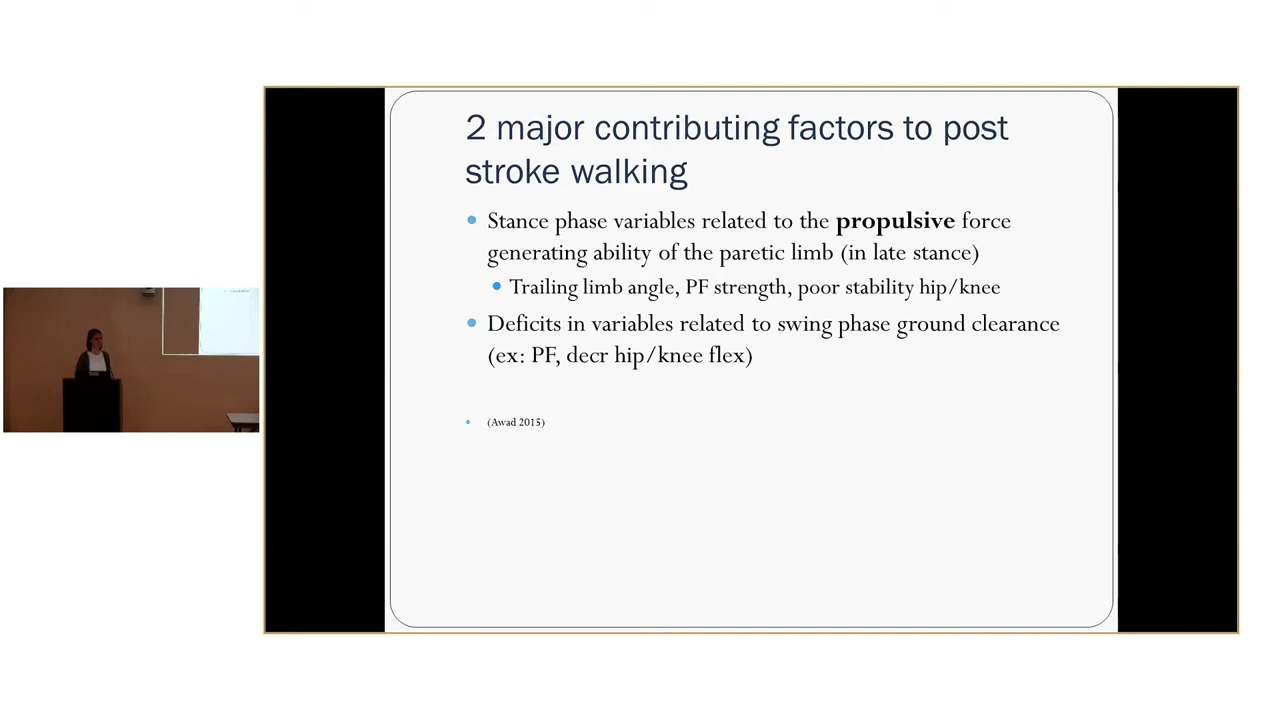 2 major contributing factors to post
stroke walking
Stance phase variables related to the propulsive force
generating ability of the paretic limb (in late stance)
Trailing limb angle, PF strength, poor stability hip/knee
Deficits in variables related to swing phase ground clearance
(ex: PF, decr hip/knee flex)
(Awad 2015)